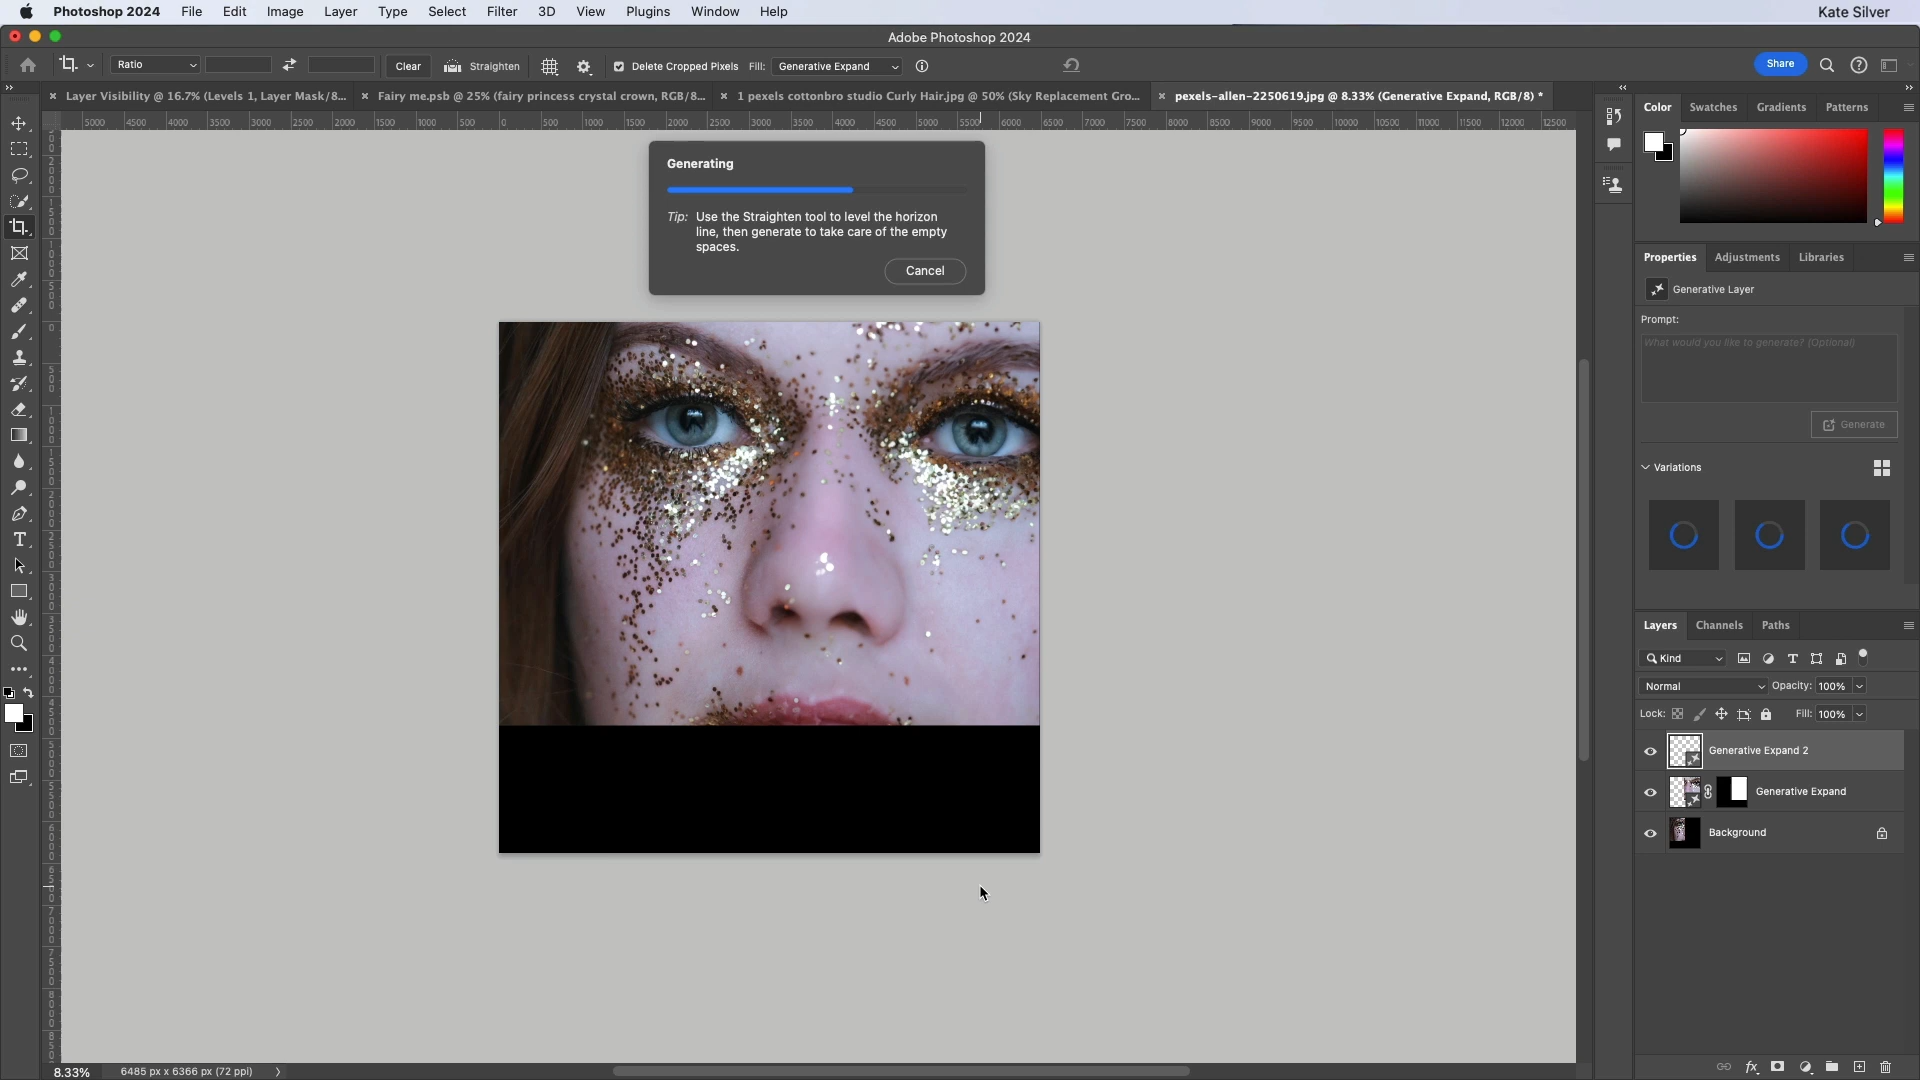 Photoshop 2024 File Edit Image Layer Type Select Filter 3D View Plugins Window Help Kate Silver
Adobe Photoshop 2024
Ratio Clear Straighten Delete Cropped Pixels Fill: Generative Expand Share
Layer Visibility @ 16.7% (Levels 1, Layer Mask/8... Fairy me.psb @ 25% (fairy princess crystal crown, RGB/8... 1 pexels cottonbro studio Curly Hair.jpg @ 50% (Sky Replacement Gro... pexels-allen-2250619.jpg @ 8.33% (Generative Expand, RGB/8) *
5000 4500 4000 3500 3000 2500 2000 1500 1000 500 0 500 1000 1500 2000 2500 3000 3500 4000 4500 5000 5500 6000 6500 7000 7500 8000 8500 9000 9500 10000 10500 11000 11500 12000 12500
Generating
Tip: Use the Straighten tool to level the horizon
line, then generate to take care of the empty
spaces.
Cancel
Color Swatches Gradients Patterns
Properties Adjustments Libraries
Generative Layer
Prompt:
What would you like to generate? (Optional)
Generate
Variations
Layers Channels Paths
Kind
Normal Opacity: 100%
Lock: Fill: 100%
Generative Expand 2
Generative Expand
Background
8.33% 6485 px x 6366 px (72 ppi)